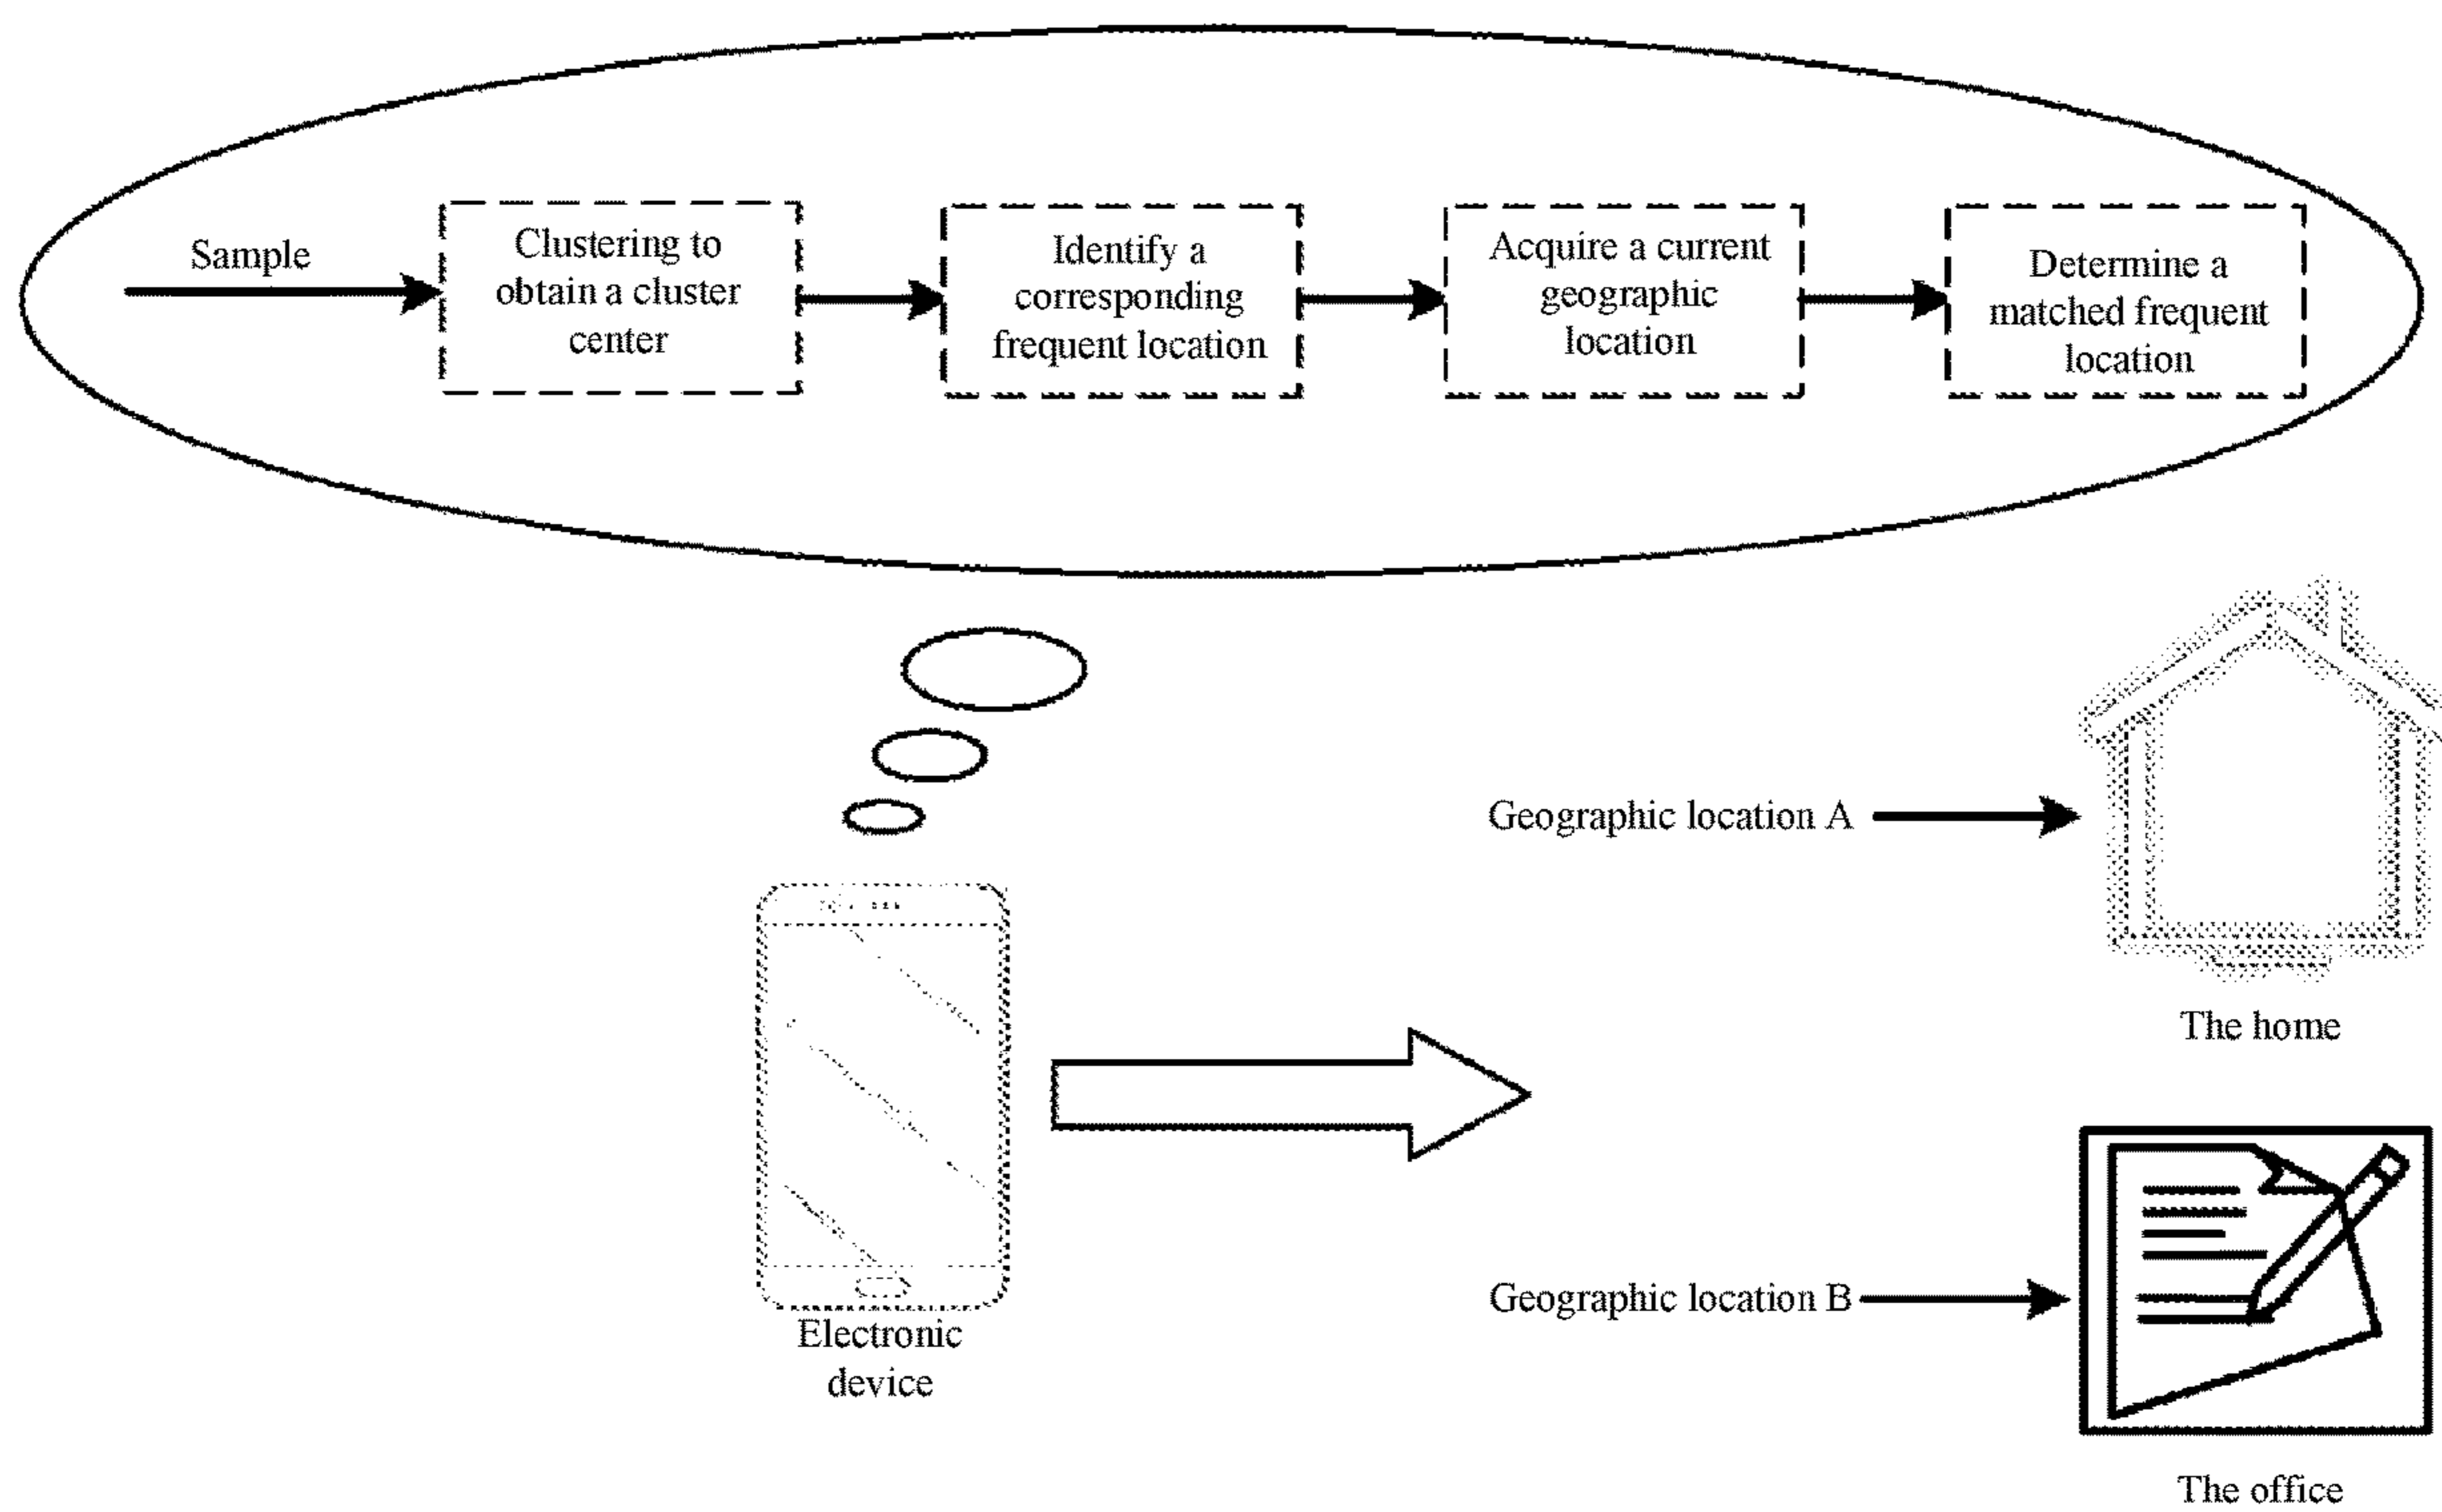 Sample
Clustering to
obtain a cluster
center
Identify a
corresponding
frequent location
Acquire a current
geographic
location
Determine a
matched frequent
location
Geographic location A
The home
Electronic
device
Geographic location B
The office